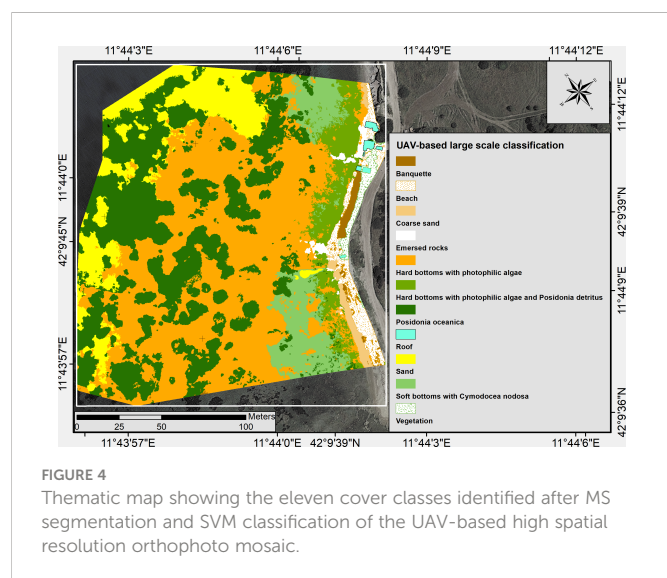 11°44'3"E
11°44'6"E
11°44'9"E
11°44'12"E
11°44'12"E
11°44'0"E
42°9'45"N
11°43'57"E
42°9'39"N
11°44'9"E
42°9'36"N
UAV-based large scale classification
Banquette
Beach
Coarse sand
Emersed rocks
Hard bottoms with photophilic algae
Hard bottoms with photophilic algae and Posidonia detritus
Posidonia oceanica
Roof
Sand
Soft bottoms with Cymodocea nodosa
Vegetation
Meters
0 25 50 100
11°43'57"E
11°44'0"E
42°9'39"N
11°44'3"E
11°44'6"E
FIGURE 4
Thematic map showing the eleven cover classes identified after MS
segmentation and SVM classification of the UAV-based high spatial
resolution orthophoto mosaic.